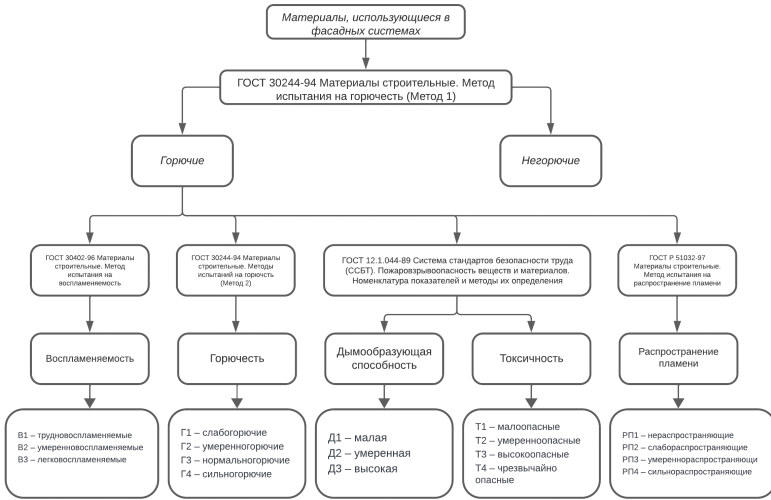 Материалы, использующиеся в
фасадных системах
ГОСТ 30244-94 Материалы строительные. Метод
испытания на горючесть (Метод 1)
Горючие
Негорючие
ГОСТ 30402-96 Материалы
строительные. Метод
испытания на
воспламеняемость
ГОСТ 30244-94 Материалы
строительные. Методы
испытаний на горючсть
(Метод 2)
ГОСТ 12.1.044-89 Система стандартов безопасности труда
(ССБТ). Пожаровзрывоопасность веществ и материалов.
Номенклатура показателей и методы их определения
ГОСТ Р 51032-97
Материалы строительные.
Метод испытания на
распространение пламени
Воспламеняемость
Горючесть
Дымообразующая
способность
Токсичность
Распространение
пламени
В1 – трудновоспламеняемые
В2 – умеренновоспламеняемые
В3 – легковоспламеняемые
Г1 – слабогорючие
Г2 – умеренногорючие
Г3 – нормальногорючие
Г4 – сильногорючие
Д1 – малая
Д2 – умеренная
Д3 – высокая
Т1 – малоопасные
Т2 – умеренноопасные
Т3 – высокоопасные
Т4 – чрезвычайно
опасные
РП1 – нераспространяющие
РП2 – слабораспространяющие
РП3 – умереннораспространяющи
РП4 – сильнораспространяющие